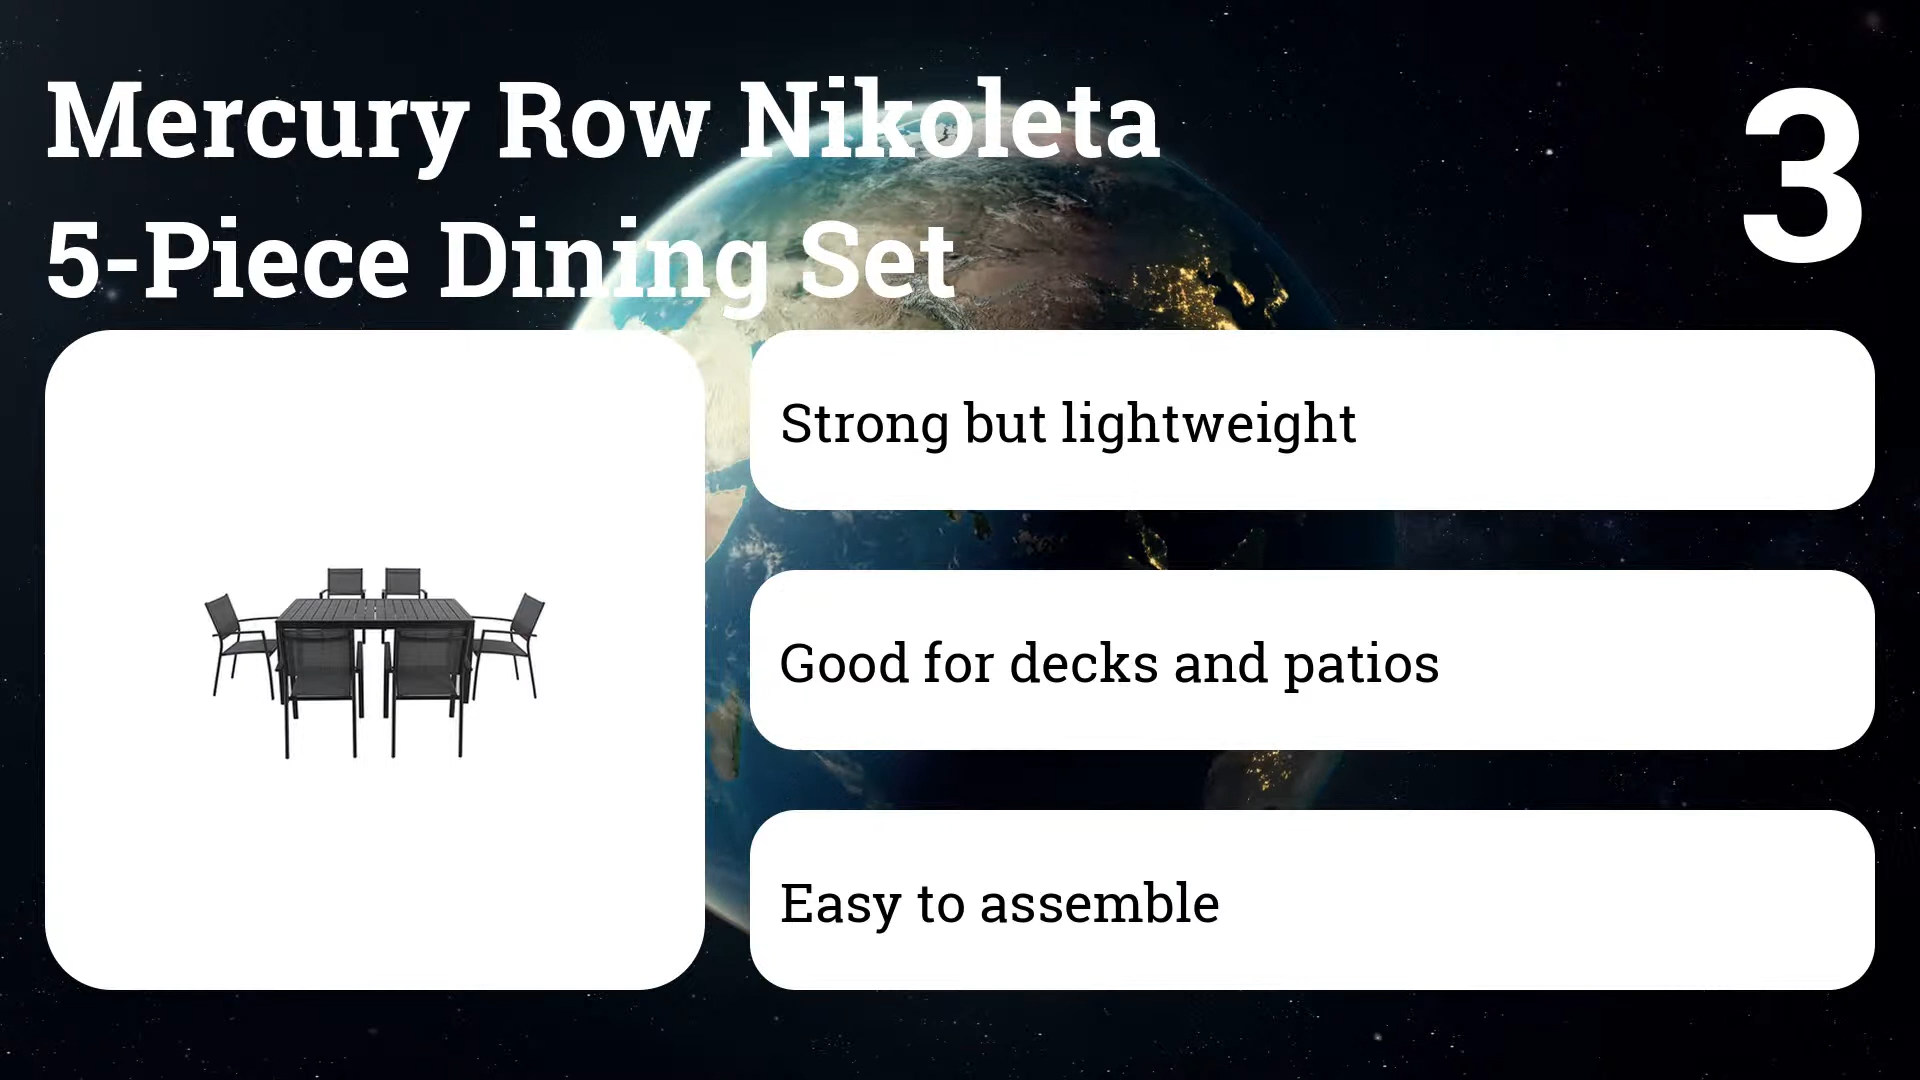 Mercury Row Nikoleta
5-Piece Dining Set
3
Strong but lightweight
Good for decks and patios
Easy to assemble